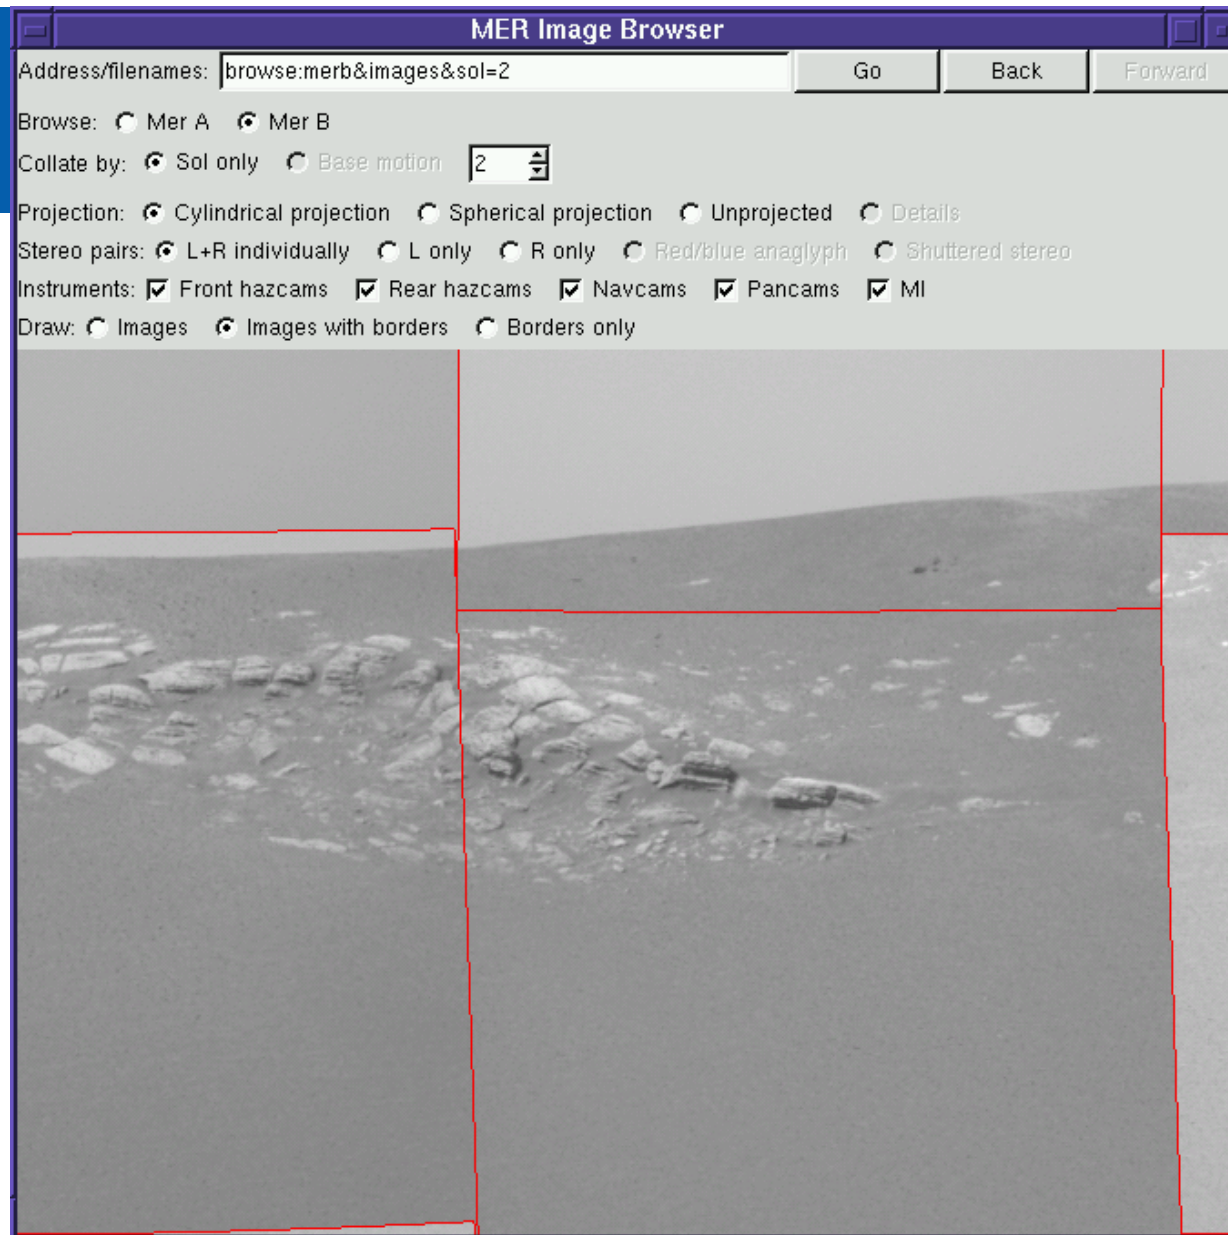 MER Image Browser
Address/filenames: browse:merb&images&sol=2 Go Back Forward
Browse: Mer A Mer B
Collate by: Sol only Base motion 2
Projection: Cylindrical projection Spherical projection Unprojected Details
Stereo pairs: L+R individually L only R only Red/blue anaglyph Shuttered stereo
Instruments: Front hazcams Rear hazcams Navcams Pancams MI
Draw: Images Images with borders Borders only